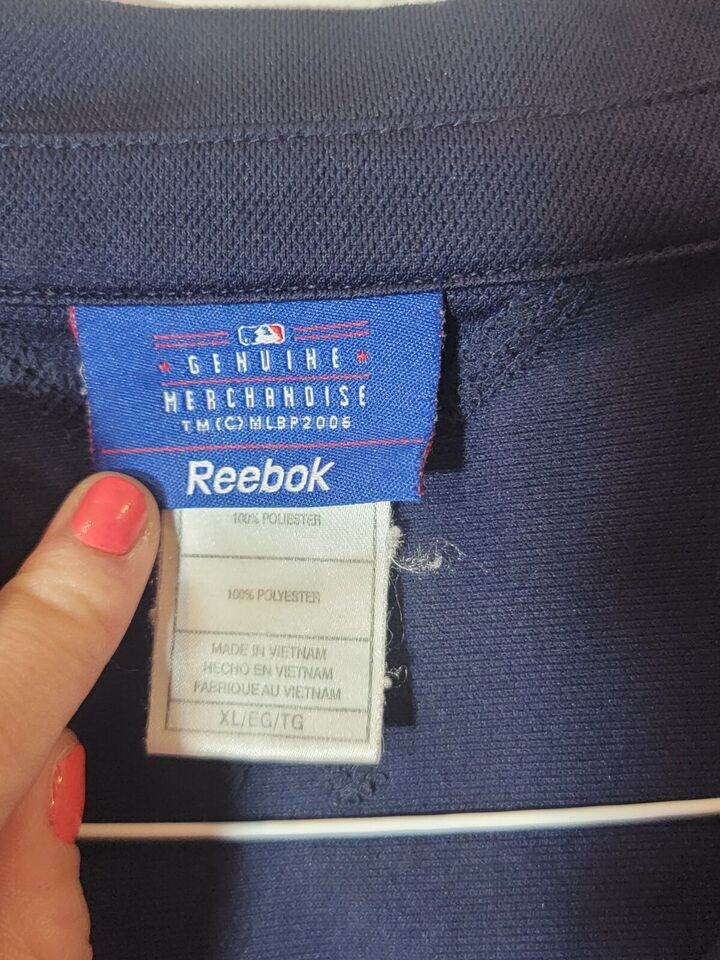 GENUINE
MERCHANDISE
TM(C) MLBP2006
Reebok
100% POLIESTER
100% POLYESTER
MADE IN VIETNAM
HECHO EN VIETNAM
FABRIQUE AU VIETNAM
XL/EG/TG